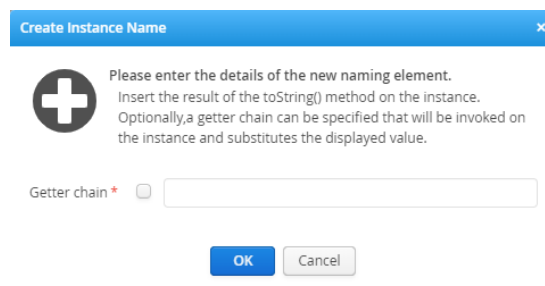 Create Instance Name ×
Please enter the details of the new naming element.
Insert the result of the toString() method on the instance.
Optionally,a getter chain can be specified that will be invoked on
the instance and substitutes the displayed value.
Getter chain *
OK Cancel